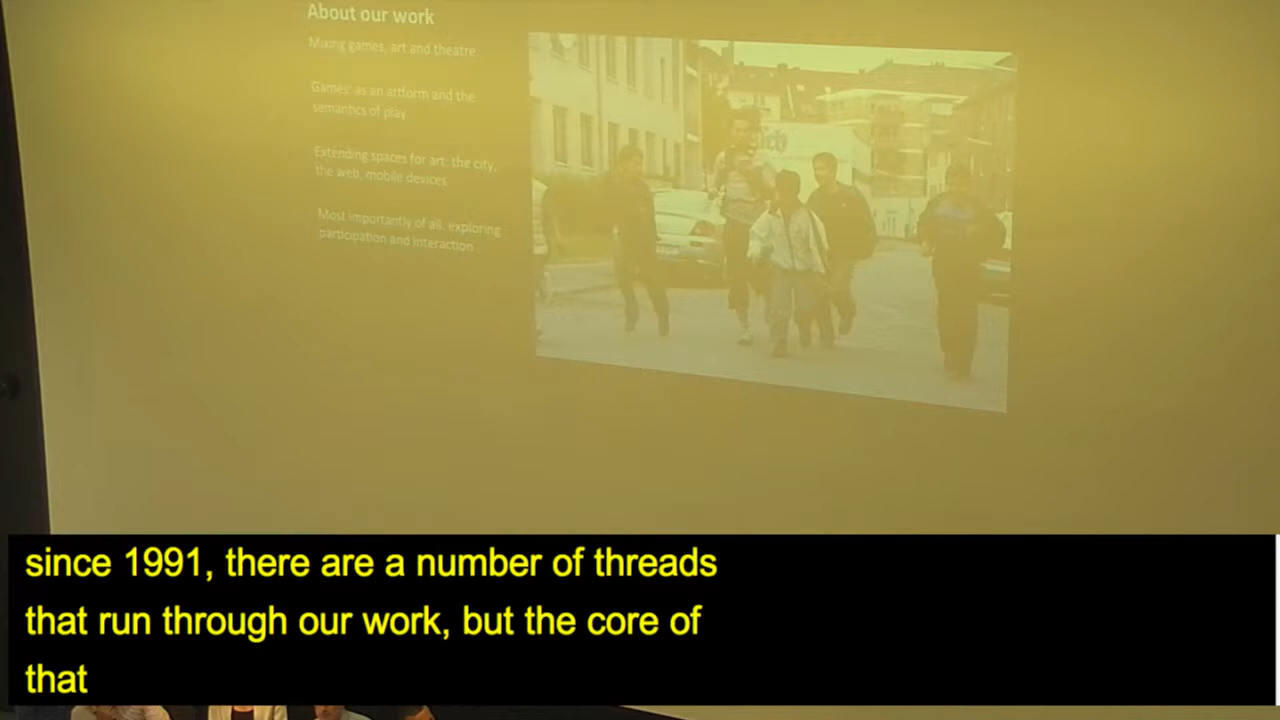 About our work
Mixing games, art and theatre.
Games: as an artform and the
semantics of play
Extending spaces for art: the city,
the web, mobile devices
Most importantly of all: exploring
participation and interaction
since 1991, there are a number of threads
that run through our work, but the core of
that